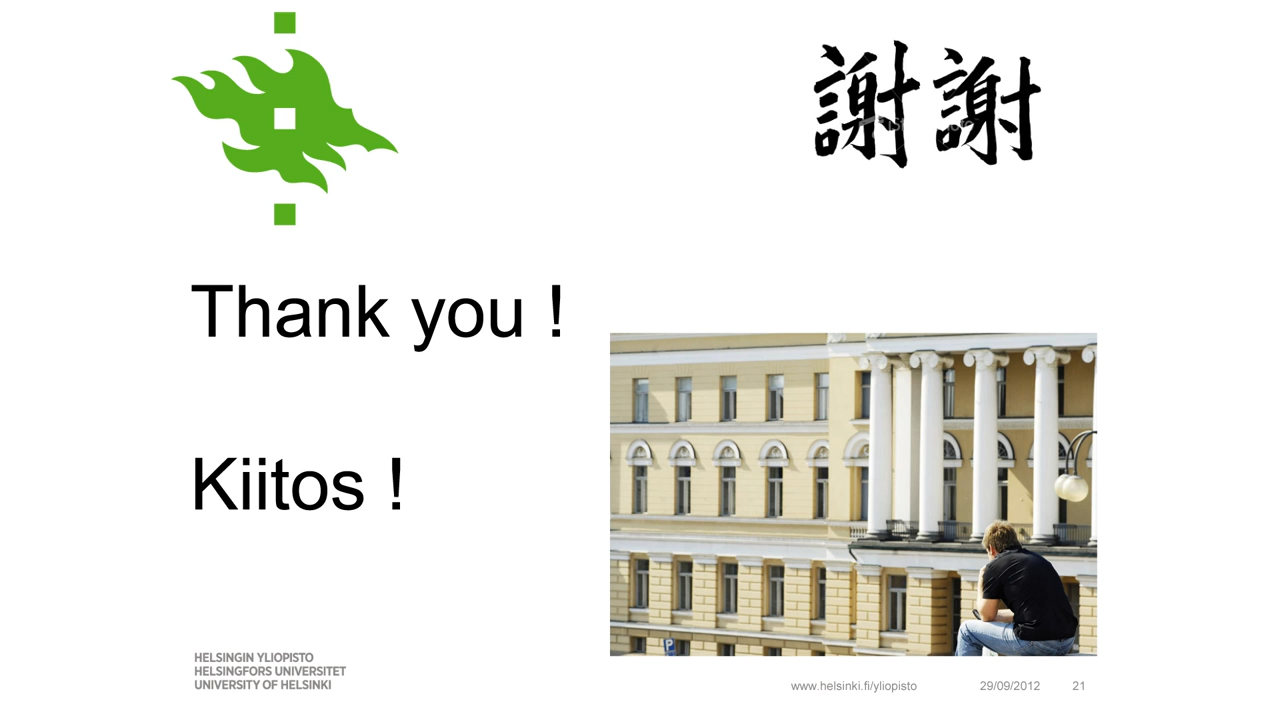 謝謝
Thank you !
Kiitos !
HELSINGIN YLIOPISTO
HELSINGFORS UNIVERSITET
UNIVERSITY OF HELSINKI
www.helsinki.fi/yliopisto
29/09/2012
21